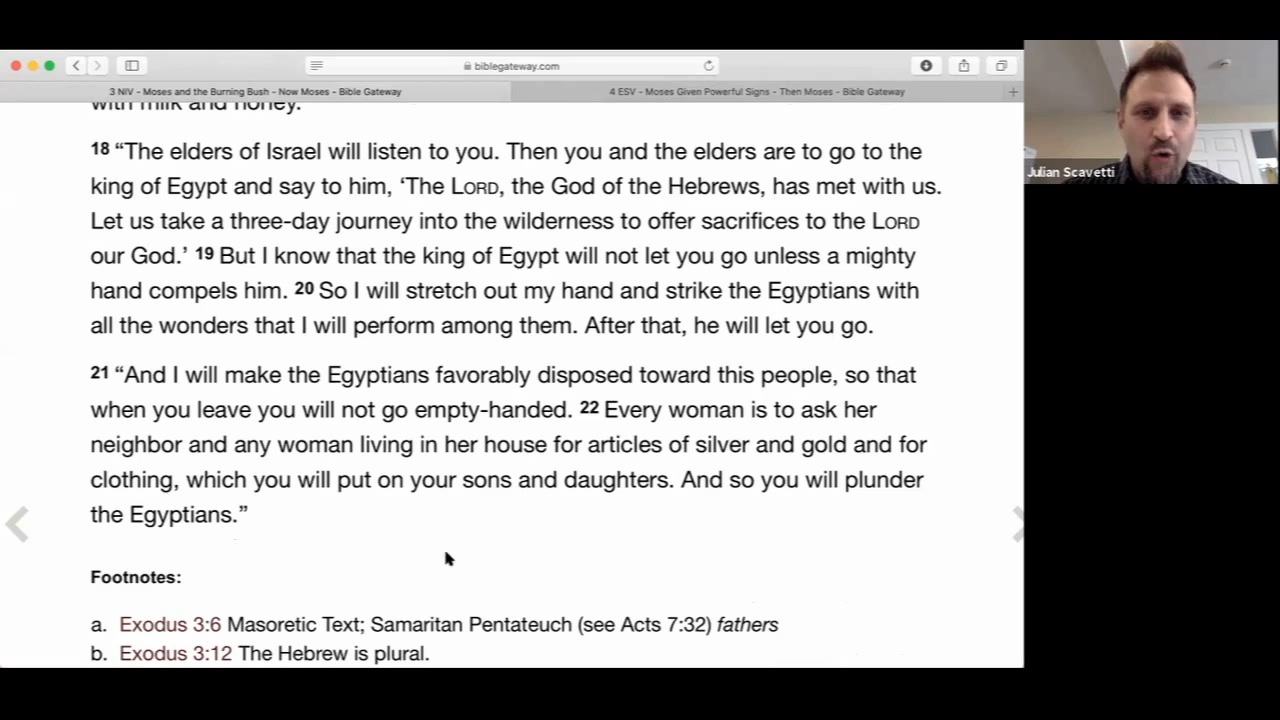 biblegateway.com
3 NIV - Moses and the Burning Bush - Now Moses - Bible Gateway
4 ESV - Moses Given Powerful Signs - Then Moses - Bible Gateway
with milk and honey.
18 “The elders of Israel will listen to you. Then you and the elders are to go to the
king of Egypt and say to him, ‘The LORD, the God of the Hebrews, has met with us.
Let us take a three-day journey into the wilderness to offer sacrifices to the LORD
our God.’ 19 But I know that the king of Egypt will not let you go unless a mighty
hand compels him. 20 So I will stretch out my hand and strike the Egyptians with
all the wonders that I will perform among them. After that, he will let you go.
21 “And I will make the Egyptians favorably disposed toward this people, so that
when you leave you will not go empty-handed. 22 Every woman is to ask her
neighbor and any woman living in her house for articles of silver and gold and for
clothing, which you will put on your sons and daughters. And so you will plunder
the Egyptians.”
Footnotes:
a. Exodus 3:6 Masoretic Text; Samaritan Pentateuch (see Acts 7:32) fathers
b. Exodus 3:12 The Hebrew is plural.
Julian Scavetti